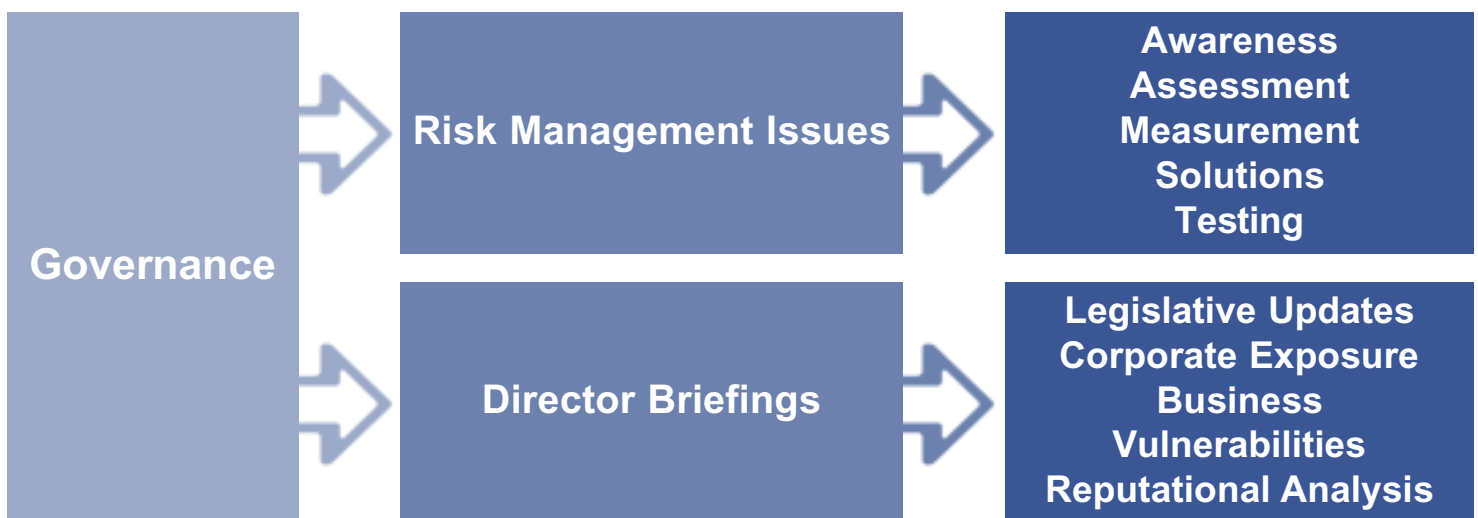 Governance
Risk Management Issues
Awareness
Assessment
Measurement
Solutions
Testing
Director Briefings
Legislative Updates
Corporate Exposure
Business
Vulnerabilities
Reputational Analysis